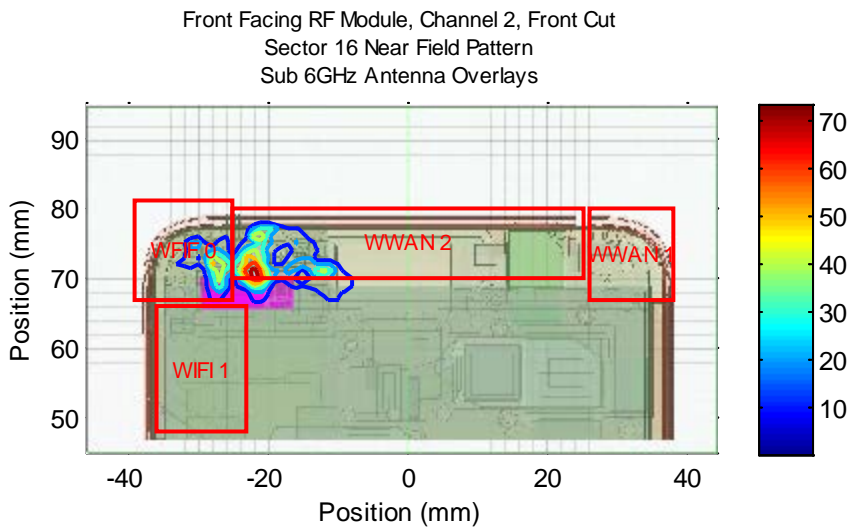 Front Facing RF Module, Channel 2, Front Cut
Sector 16 Near Field Pattern
Sub 6GHz Antenna Overlays
90
80
70
60
50
-40
-20
0
20
40
Position (mm)
Position (mm)
WIFI 0
WWAN 2
WWAN 1
WIFI 1
70
60
50
40
30
20
10